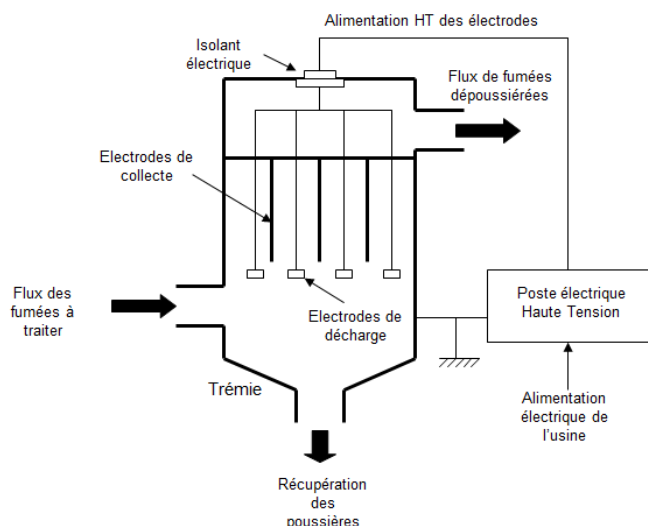 Alimentation HT des électrodes
Isolant
électrique
Flux de fumées
dépoussiérées
Electrodes de
collecte
Flux des
fumées à
traiter
Electrodes de
décharge
Poste électrique
Haute Tension
Trémie
Alimentation
électrique de
l'usine
Récupération
des
poussières